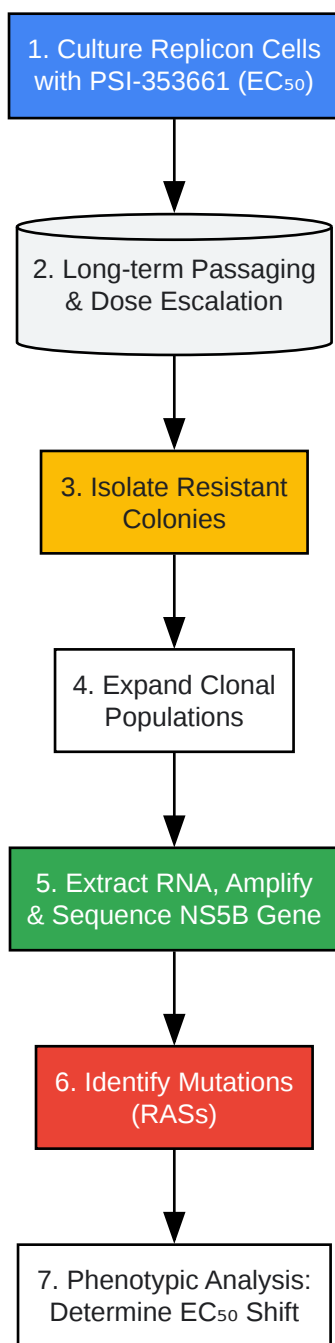 1. Culture Replicon Cells
with PSI-353661 (EC₅₀)
2. Long-term Passaging
& Dose Escalation
3. Isolate Resistant
Colonies
4. Expand Clonal
Populations
5. Extract RNA, Amplify
& Sequence NS5B Gene
6. Identify Mutations
(RASs)
7. Phenotypic Analysis:
Determine EC₅₀ Shift